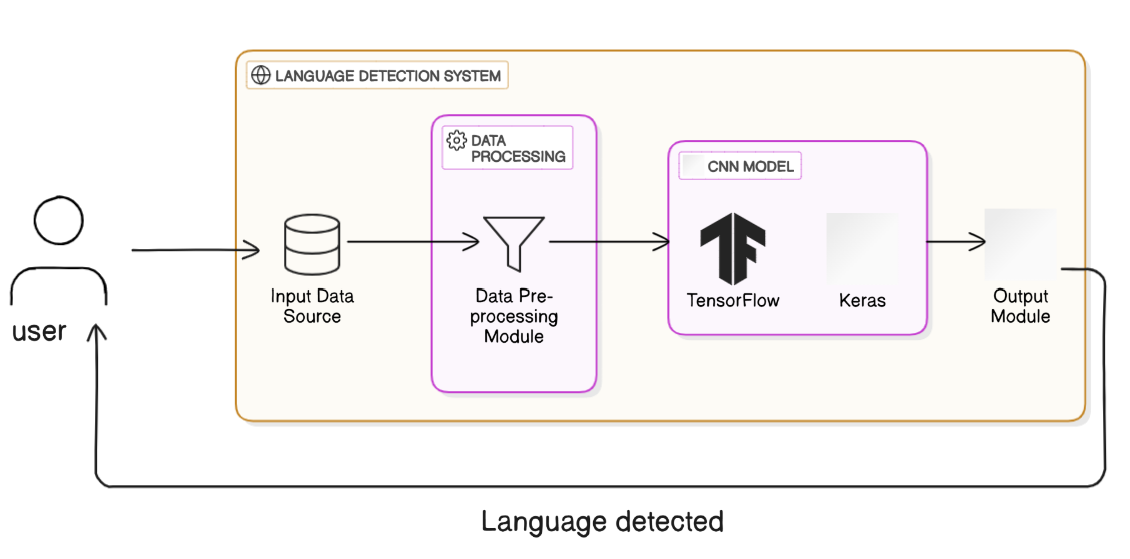 LANGUAGE DETECTION SYSTEM
DATA
PROCESSING
CNN MODEL
user
Input Data
Source
Data Pre-
processing
Module
TensorFlow
Keras
Output
Module
Language detected